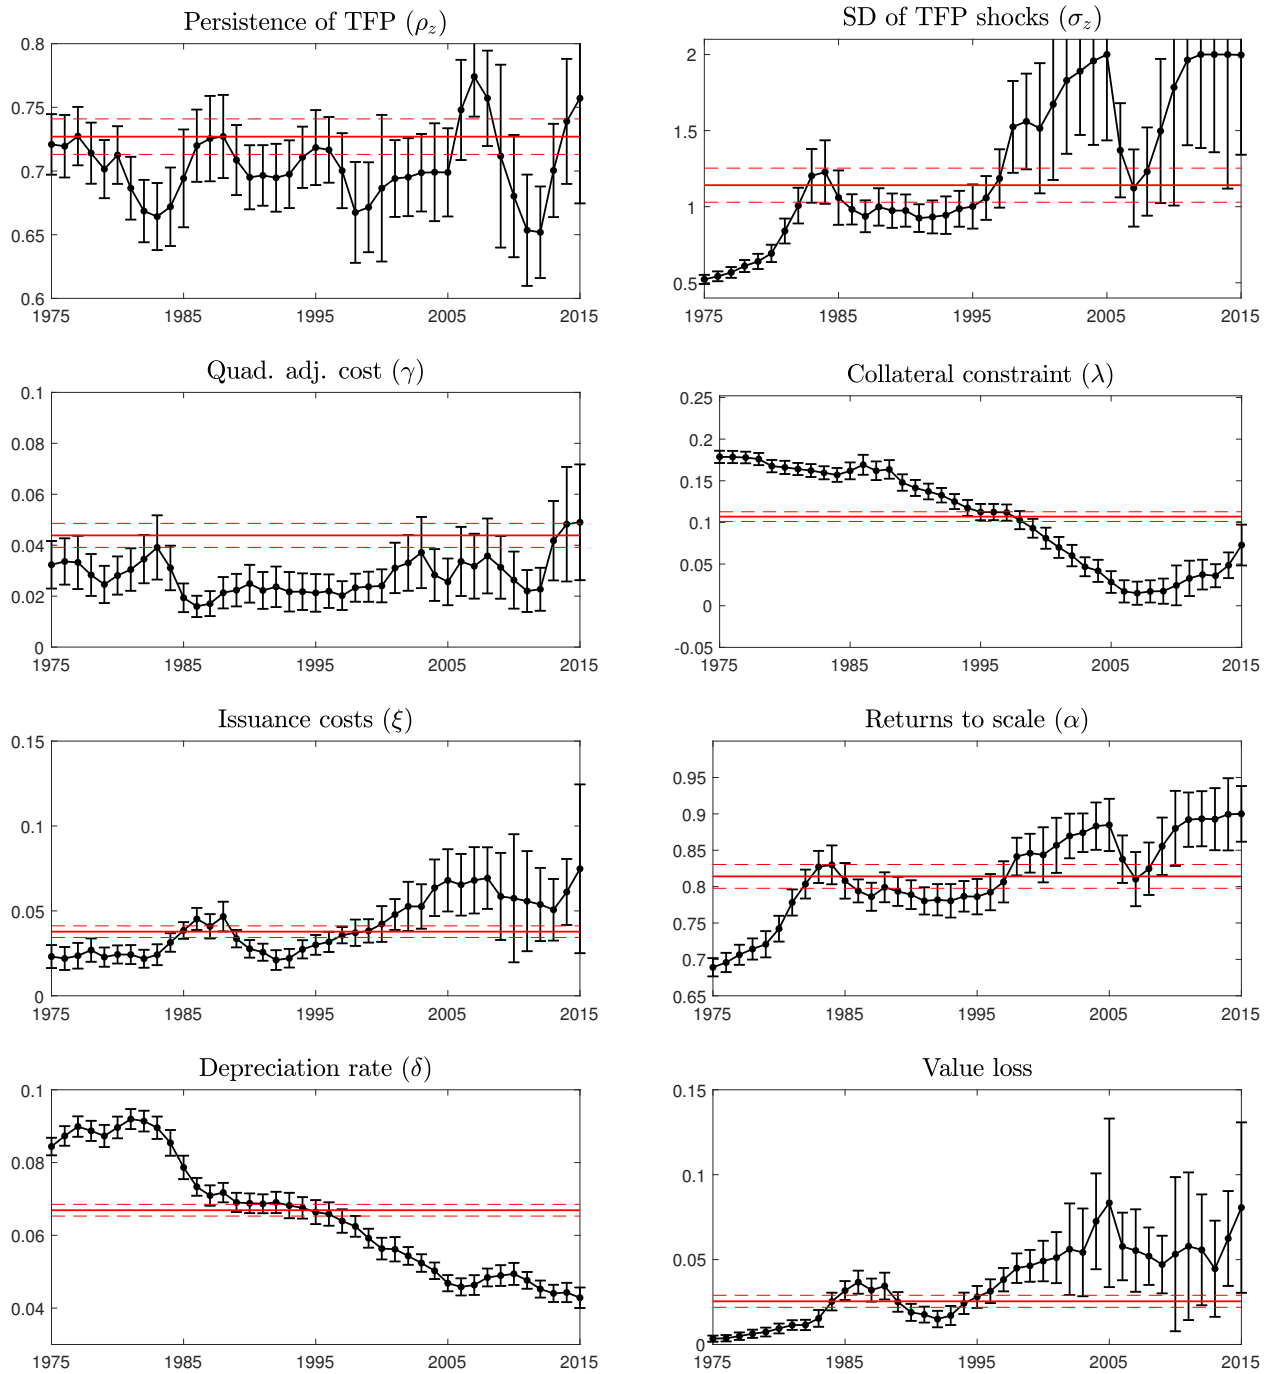 Persistence of TFP (ρz)
0.8
0.75
0.7
0.65
0.6
1975 1985 1995 2005 2015
SD of TFP shocks (σz)
2
1.5
1
0.5
1975 1985 1995 2005 2015
Quad. adj. cost (γ)
0.1
0.08
0.06
0.04
0.02
0
1975 1985 1995 2005 2015
Collateral constraint (λ)
0.25
0.2
0.15
0.1
0.05
0
-0.05
1975 1985 1995 2005 2015
Issuance costs (ξ)
0.15
0.1
0.05
0
1975 1985 1995 2005 2015
Returns to scale (α)
0.95
0.9
0.85
0.8
0.75
0.7
0.65
1975 1985 1995 2005 2015
Depreciation rate (δ)
0.1
0.08
0.06
0.04
1975 1985 1995 2005 2015
Value loss
0.15
0.1
0.05
0
1975 1985 1995 2005 2015